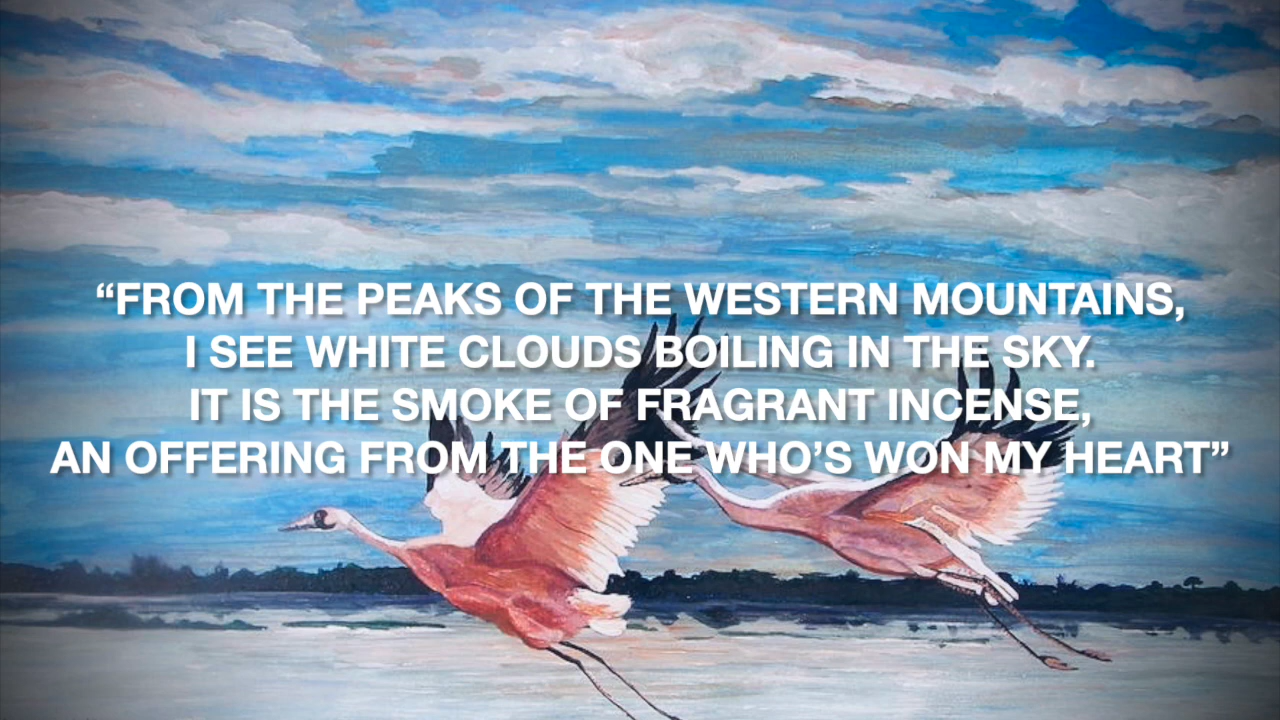 “FROM THE PEAKS OF THE WESTERN MOUNTAINS,
I SEE WHITE CLOUDS BOILING IN THE SKY.
IT IS THE SMOKE OF FRAGRANT INCENSE,
AN OFFERING FROM THE ONE WHO’S WON MY HEART”